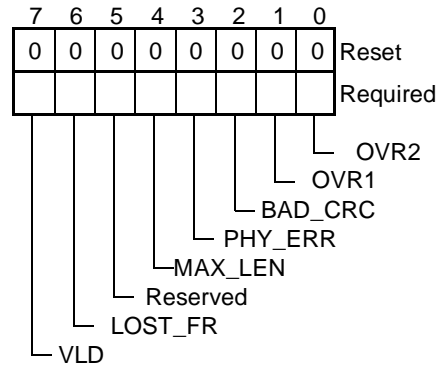 7 6 5 4 3 2 1 0
0 0 0 0 0 0 0 0 Reset
Required
OVR2
OVR1
BAD_CRC
PHY_ERR
MAX_LEN
Reserved
LOST_FR
VLD